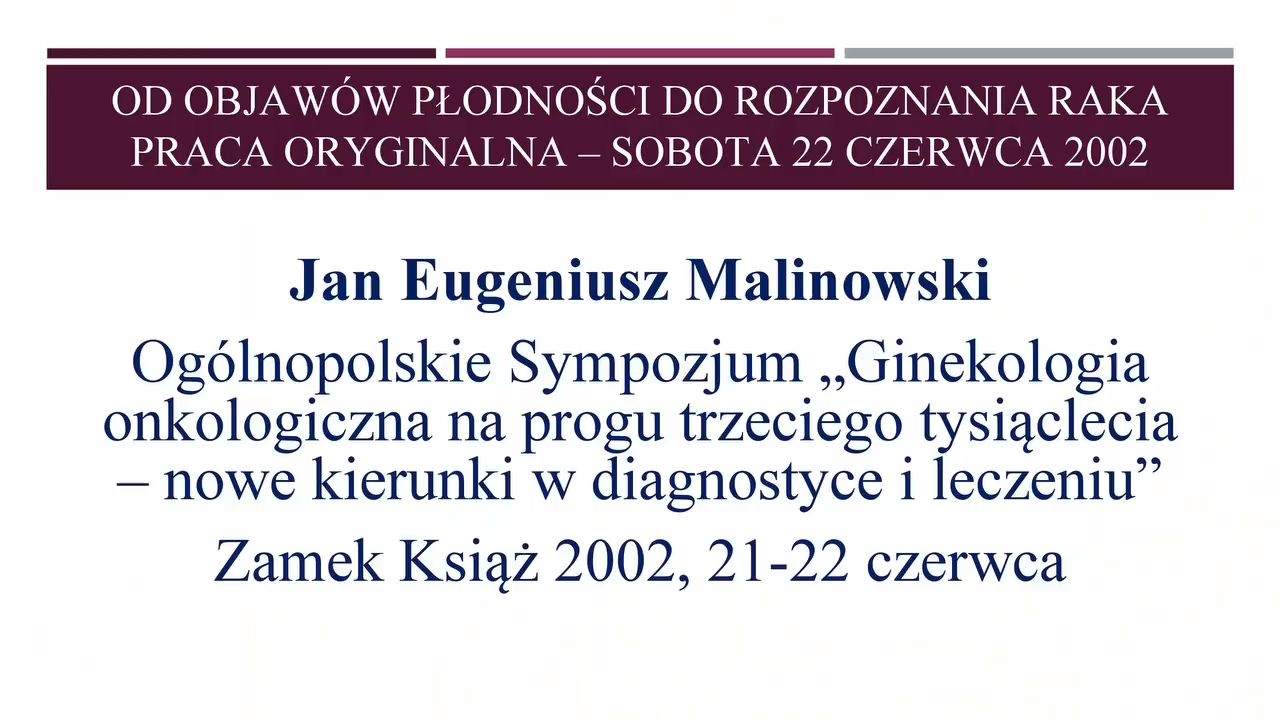 OD OBJAWÓW PŁODNOŚCI DO ROZPOZNANIA RAKA
PRACA ORYGINALNA – SOBOTA 22 CZERWCA 2002
Jan Eugeniusz Malinowski
Ogólnopolskie Sympozjum „Ginekologia
onkologiczna na progu trzeciego tysiąclecia
– nowe kierunki w diagnostyce i leczeniu”
Zamek Książ 2002, 21-22 czerwca